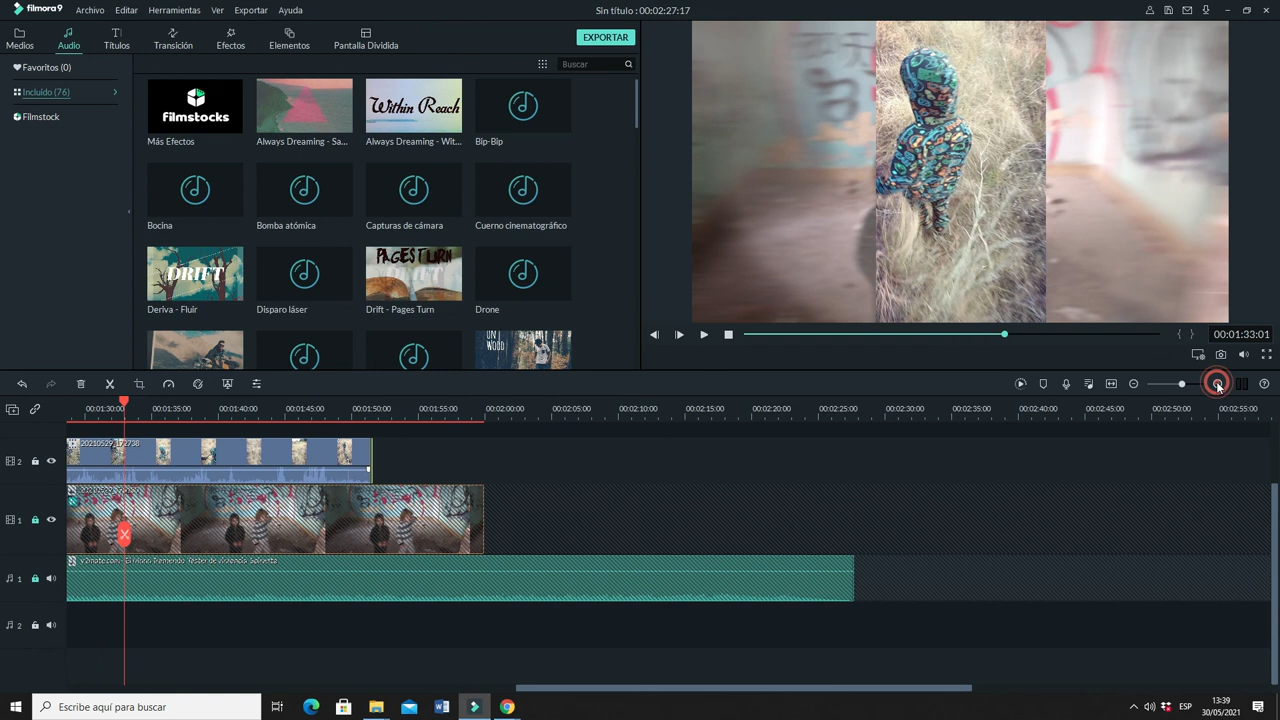 filmora9 Archivo Editar Herramientas Ver Exportar Ayuda Sin título : 00:02:27:17
Medios Audio Títulos Transición Efectos Elementos Pantalla Dividida EXPORTAR
Favoritos (0) Buscar
Incluido (76)
Filmstock
filmstocks Within Reach
Más Efectos Always Dreaming - Sa... Always Dreaming - Wit... Bip-Bip
Bocina Bomba atómica Capturas de cámara Cuerno cinematográfico
DRIFT PAGES TURN
Deriva - Fluir Disparo láser Drift - Pages Turn Drone
WOOD
00:01:33:01
00:01:30:00 00:01:35:00 00:01:40:00 00:01:45:00 00:01:50:00 00:01:55:00 00:02:00:00 00:02:05:00 00:02:10:00 00:02:15:00 00:02:20:00 00:02:25:00 00:02:30:00 00:02:35:00 00:02:40:00 00:02:45:00 00:02:50:00 00:02:55:00
20210529_172738
2
1
1
2
Escribe aquí para buscar ESP 13:39
30/05/2021